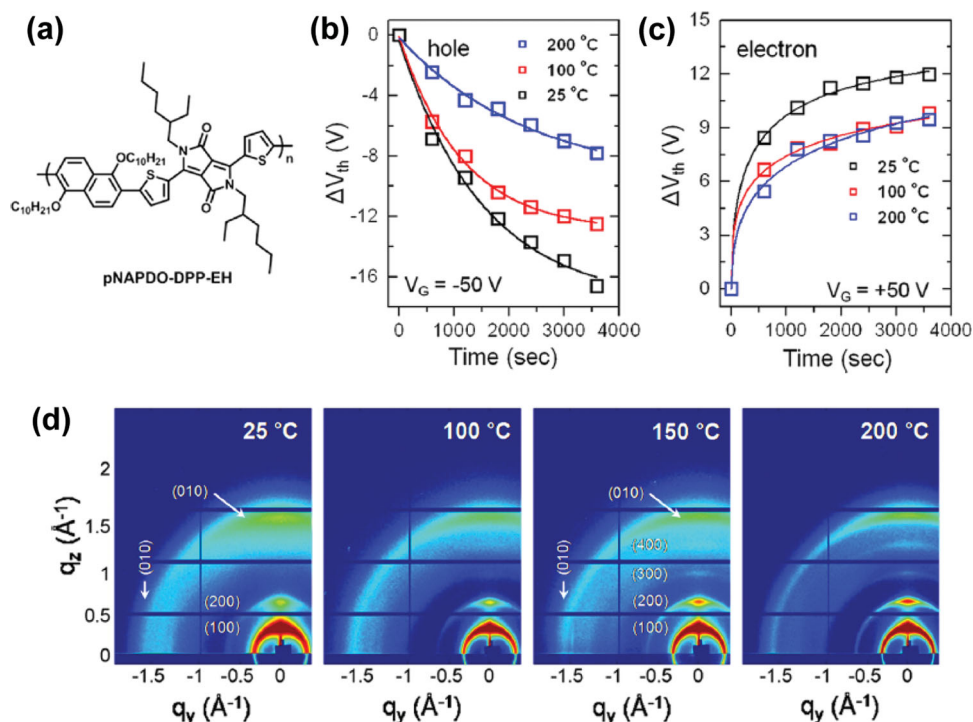 (a)
N
O
OC₁₀H₂₁
S
n
S
C₁₀H₂₁O
O
N
pNAPDO-DPP-EH
(b)
hole
200 °C
100 °C
25 °C
0
-4
-8
-12
-16
ΔVth (V)
VG = -50 V
0 1000 2000 3000 4000
Time (sec)
(c)
electron
15
12
9
6
3
0
ΔVth (V)
25 °C
100 °C
200 °C
VG = +50 V
0 1000 2000 3000 4000
Time (sec)
(d)
25 °C
100 °C
150 °C
200 °C
qz (Å⁻¹)
2
1.5
1
0.5
0
(010)
(010)
(200)
(100)
(010)
(010)
(400)
(300)
(200)
(100)
-1.5 -1 -0.5 0
-1.5 -1 -0.5 0
-1.5 -1 -0.5 0
-1.5 -1 -0.5 0
qy (Å⁻¹)
qy (Å⁻¹)
qy (Å⁻¹)
qy (Å⁻¹)